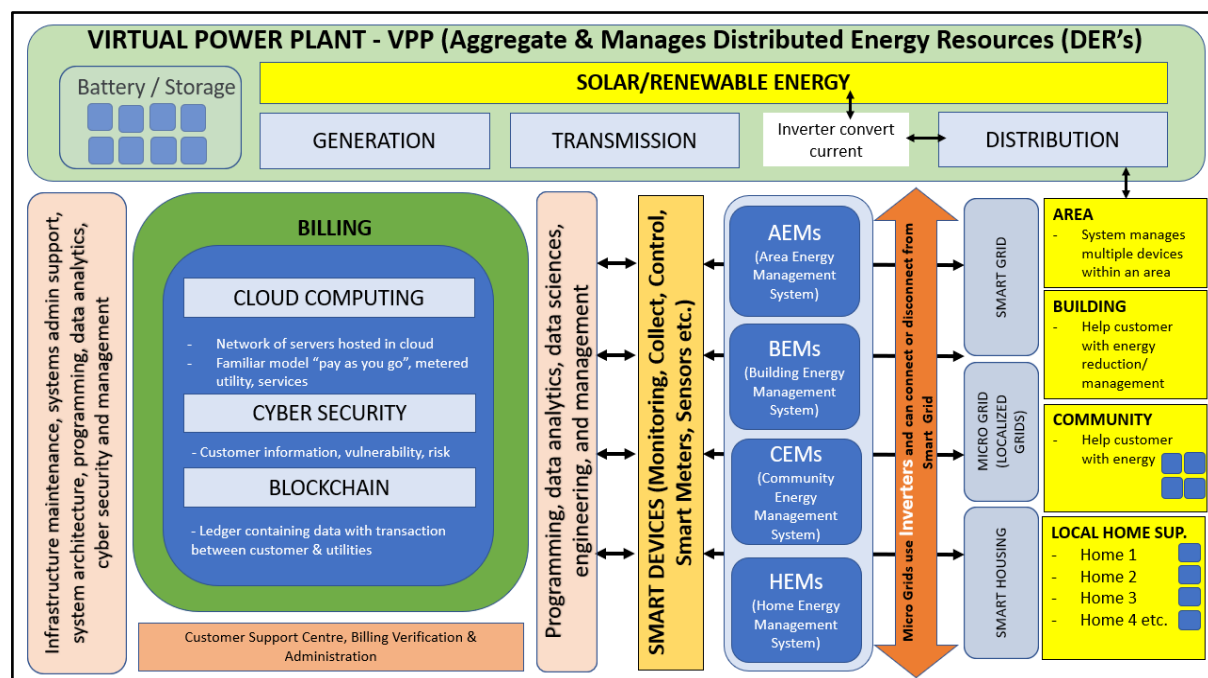 VIRTUAL POWER PLANT - VPP (Aggregate & Manages Distributed Energy Resources (DER's)
Battery / Storage
SOLAR/RENEWABLE ENERGY
GENERATION
TRANSMISSION
Inverter convert
current
DISTRIBUTION
Infrastructure maintenance, systems admin support,
system architecture, programming, data analytics,
cyber security and management
BILLING
CLOUD COMPUTING
- Network of servers hosted in cloud
- Familiar model "pay as you go", metered
utility, services
CYBER SECURITY
- Customer information, vulnerability, risk
BLOCKCHAIN
- Ledger containing data with transaction
between customer & utilities
Customer Support Centre, Billing Verification &
Administration
Programming, data analytics, data sciences,
engineering, and management
SMART DEVICES (Monitoring, Collect, Control,
Smart Meters, Sensors etc.)
AEMs
(Area Energy
Management
System)
BEMs
(Building Energy
Management
System)
CEMs
(Community
Energy
Management
System)
HEMs
(Home Energy
Management
System)
Micro Grids use Inverters and can connect or disconnect from
Smart Grid
SMART GRID
MICRO GRID
(LOCALIZED
GRIDS)
SMART HOUSING
AREA
- System manages
multiple devices
within an area
BUILDING
- Help customer
with energy
reduction/
management
COMMUNITY
- Help customer
with energy
LOCAL HOME SUP.
- Home 1
- Home 2
- Home 3
- Home 4 etc.